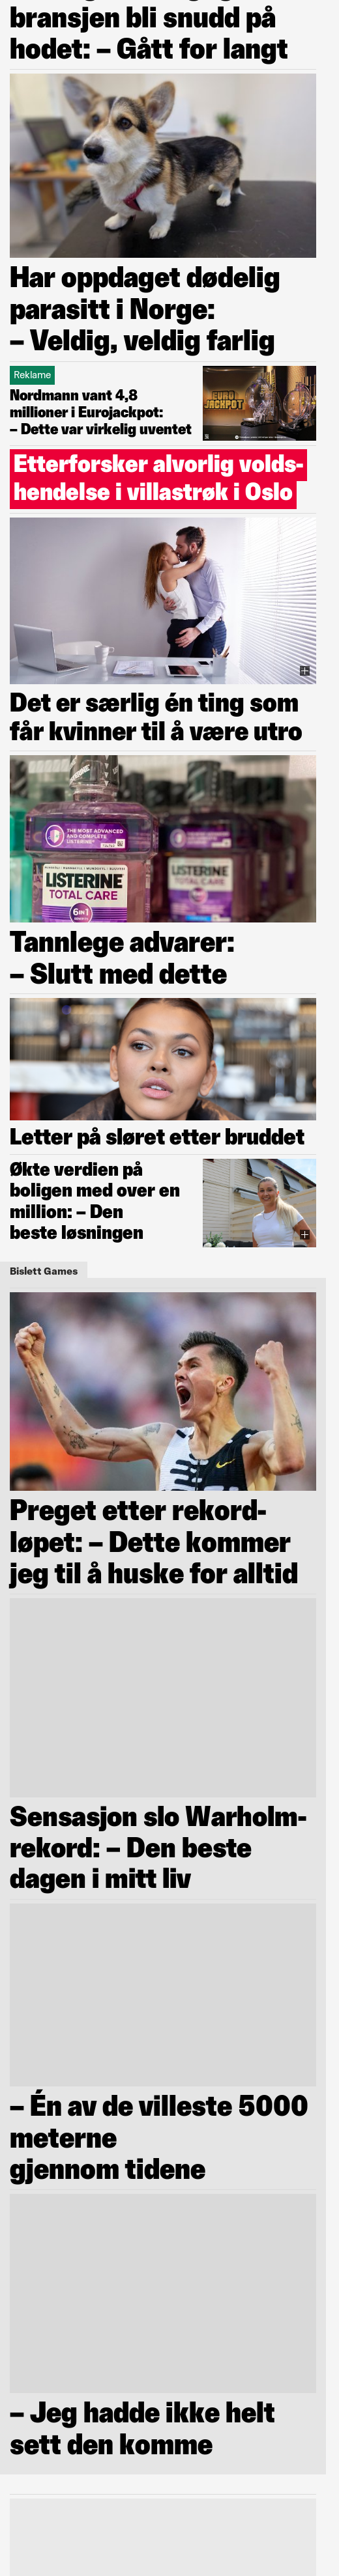 bransjen bli snudd på
hodet: – Gått for langt
Har oppdaget dødelig
parasitt i Norge:
– Veldig, veldig farlig
Reklame
Nordmann vant 4,8
millioner i Eurojackpot:
– Dette var virkelig uventet
EURO
JACKPOT
Etterforsker alvorlig volds-
hendelse i villastrøk i Oslo
Det er særlig én ting som
får kvinner til å være utro
THE MOST ADVANCED
AND COMPLETE
LISTERINE
LISTERINE
TOTAL CARE
6 IN 1
LISTERINE
TOTAL CARE
Tannlege advarer:
– Slutt med dette
Letter på sløret etter bruddet
Økte verdien på
boligen med over en
million: – Den
beste løsningen
Bislett Games
Preget etter rekord-
løpet: – Dette kommer
jeg til å huske for alltid
Sensasjon slo Warholm-
rekord: – Den beste
dagen i mitt liv
– Én av de villeste 5000
meterne
gjennom tidene
– Jeg hadde ikke helt
sett den komme